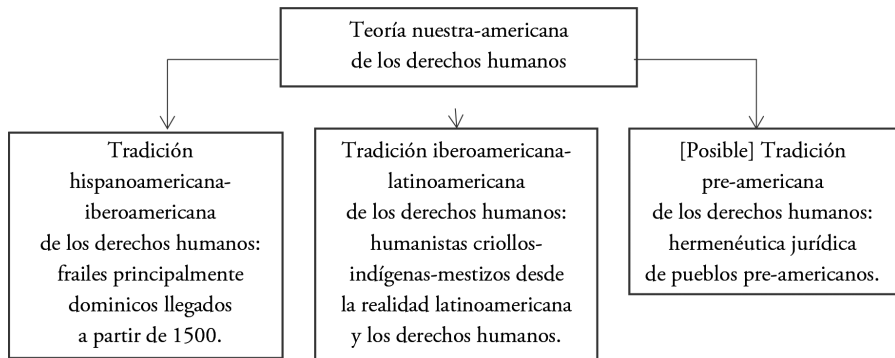 Teoría nuestra-americana
de los derechos humanos
Tradición
hispanoamericana-
iberoamericana
de los derechos humanos:
frailes principalmente
dominicos llegados
a partir de 1500.
Tradición iberoamericana-
latinoamericana
de los derechos humanos:
humanistas criollos-
indígenas-mestizos desde
la realidad latinoamericana
y los derechos humanos.
[Posible] Tradición
pre-americana
de los derechos humanos:
hermenéutica jurídica
de pueblos pre-americanos.